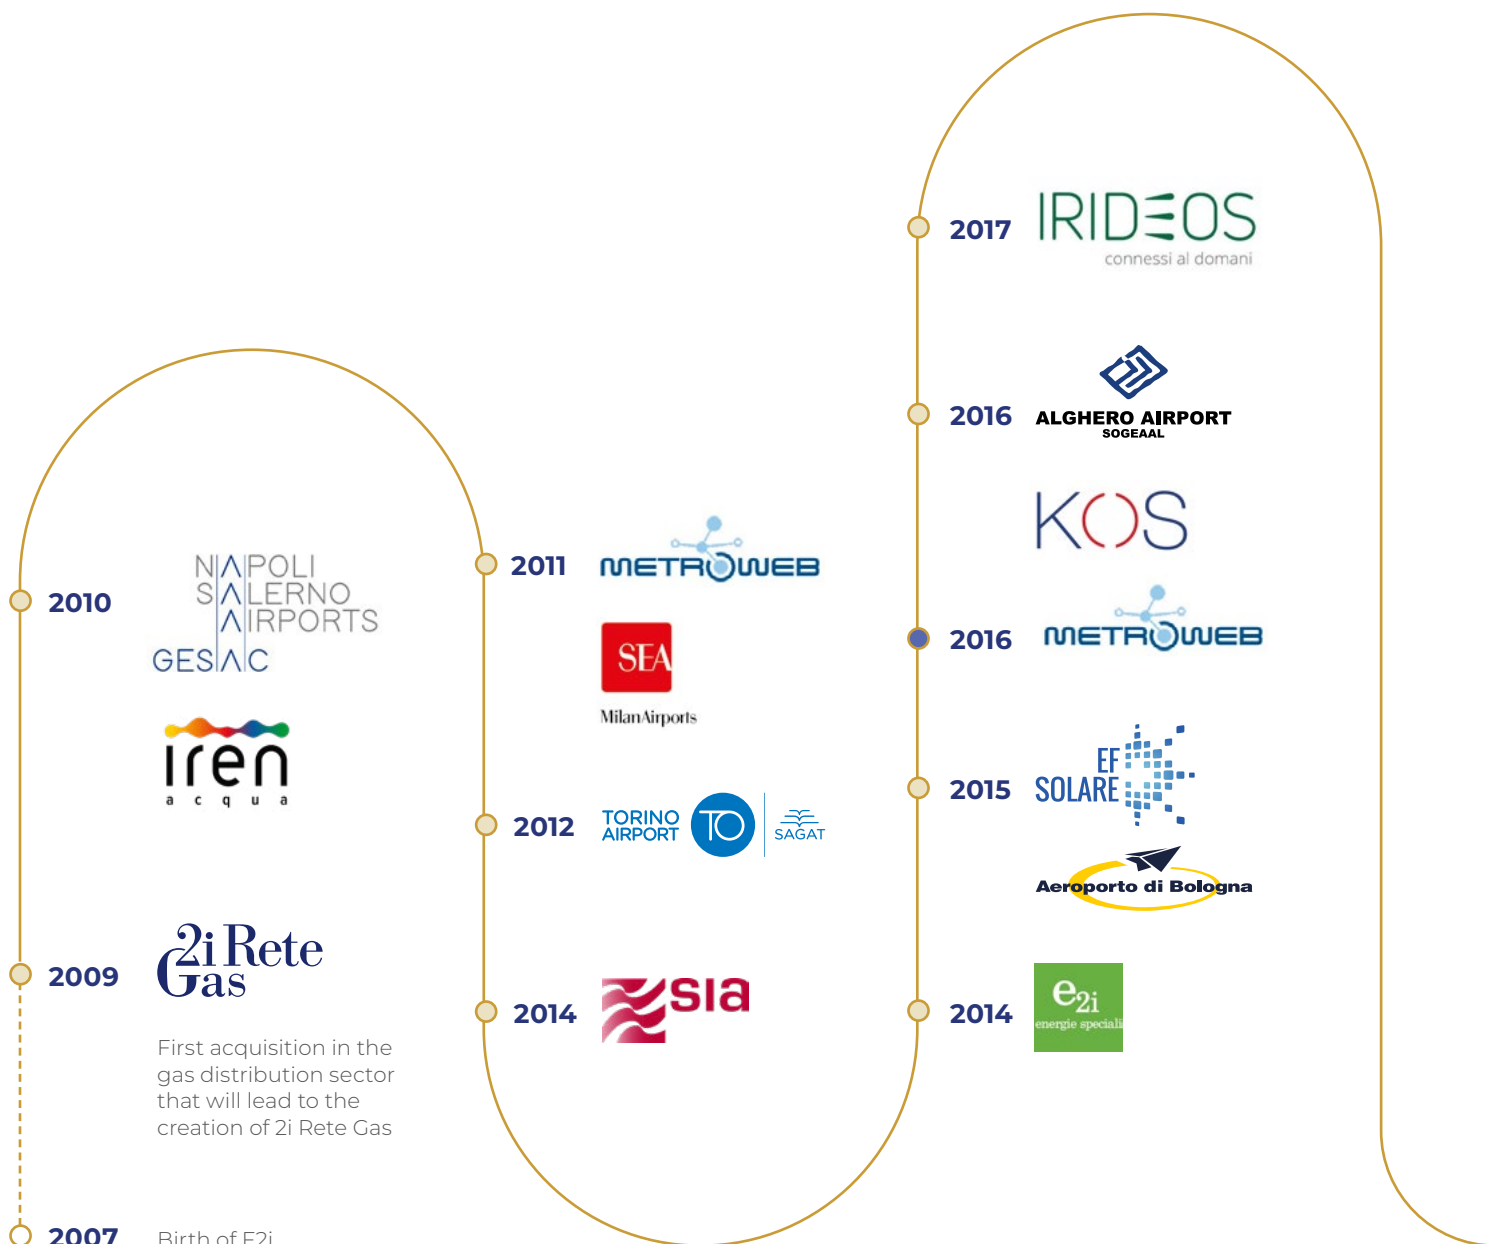 2017
IRIDEOS
connessi al domani
2016
ALGHERO AIRPORT
SOGEAAL
KOS
2016
METROWEB
2015
EF
SOLARE
Aeroporto di Bologna
2014
e2i
energie speciali
2011
METROWEB
SEA
Milan Airports
2012
TORINO
AIRPORT
TO
SAGAT
2014
sia
2010
NAPOLI
SALERNO
AIRPORTS
GESAC
iren
acqua
2009
2i Rete
Gas
First acquisition in the
gas distribution sector
that will lead to the
creation of 2i Rete Gas
2007
Birth of F2i